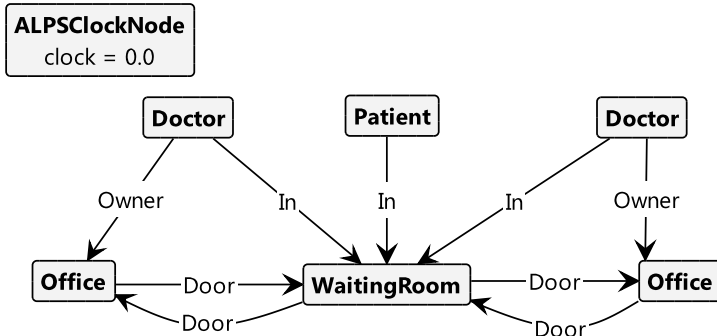 ALPSClockNode
clock = 0.0
Doctor
Patient
Doctor
Owner
In
In
In
Owner
Office
Door
WaitingRoom
Door
Office
Door
Door